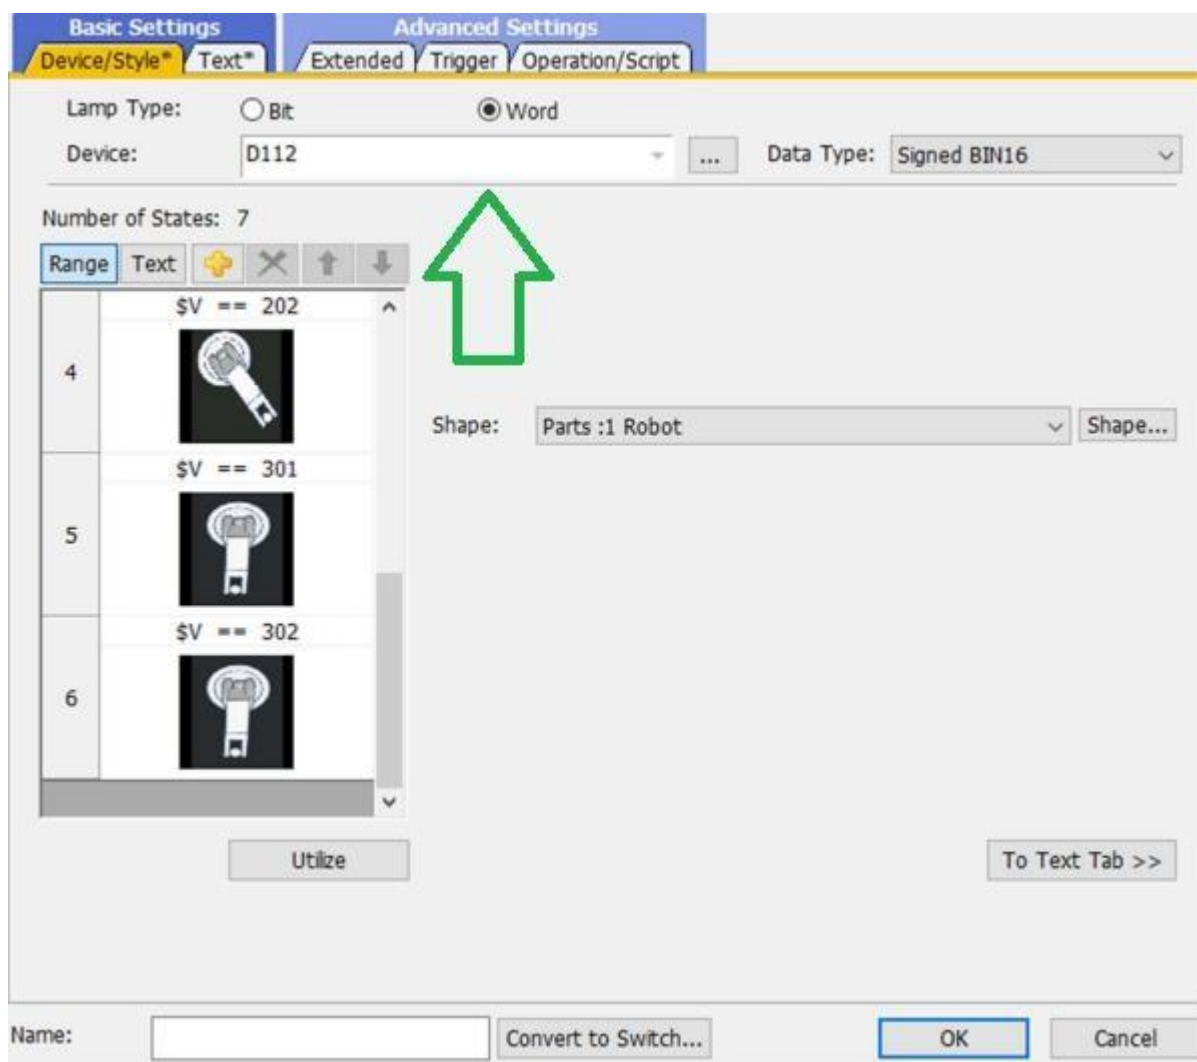 Basic Settings
Advanced Settings
Device/Style*
Text*
Extended
Trigger
Operation/Script
Lamp Type:
Bit
Word
Device:
D112
...
Data Type:
Signed BIN16
Number of States: 7
Range
Text
$V == 202
4
Shape:
Parts :1 Robot
Shape...
$V == 301
5
$V == 302
6
Utilize
To Text Tab >>
Name:
Convert to Switch...
OK
Cancel